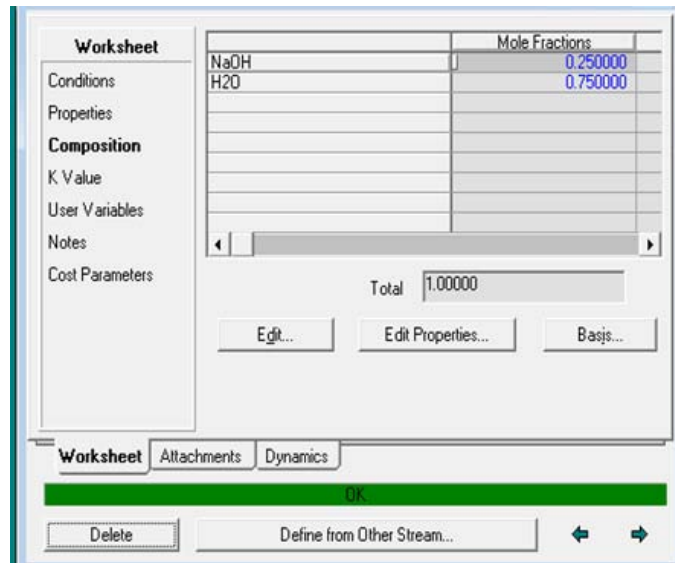 Worksheet
Conditions
Properties
Composition
K Value
User Variables
Notes
Cost Parameters
Mole Fractions
NaOH 0.250000
H2O 0.750000
Total 1.00000
Edit... Edit Properties... Basis...
Worksheet Attachments Dynamics
OK
Delete Define from Other Stream...